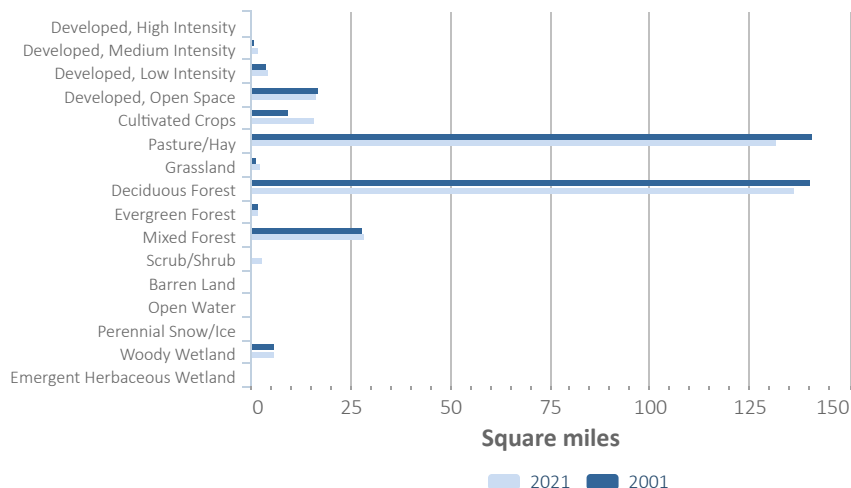 Developed, High Intensity
Developed, Medium Intensity
Developed, Low Intensity
Developed, Open Space
Cultivated Crops
Pasture/Hay
Grassland
Deciduous Forest
Evergreen Forest
Mixed Forest
Scrub/Shrub
Barren Land
Open Water
Perennial Snow/Ice
Woody Wetland
Emergent Herbaceous Wetland
0 25 50 75 100 125 150
Square miles
2021 2001